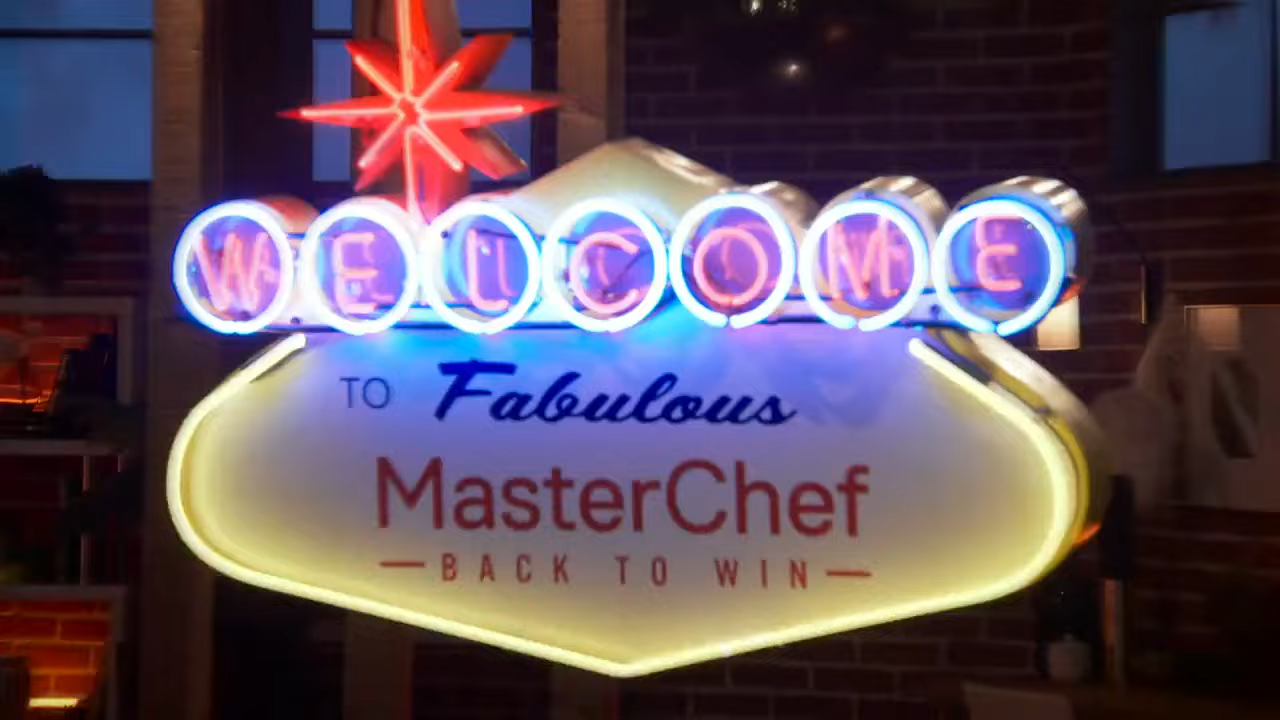 WELCOME
TO Fabulous
MasterChef
— BACK TO WIN —